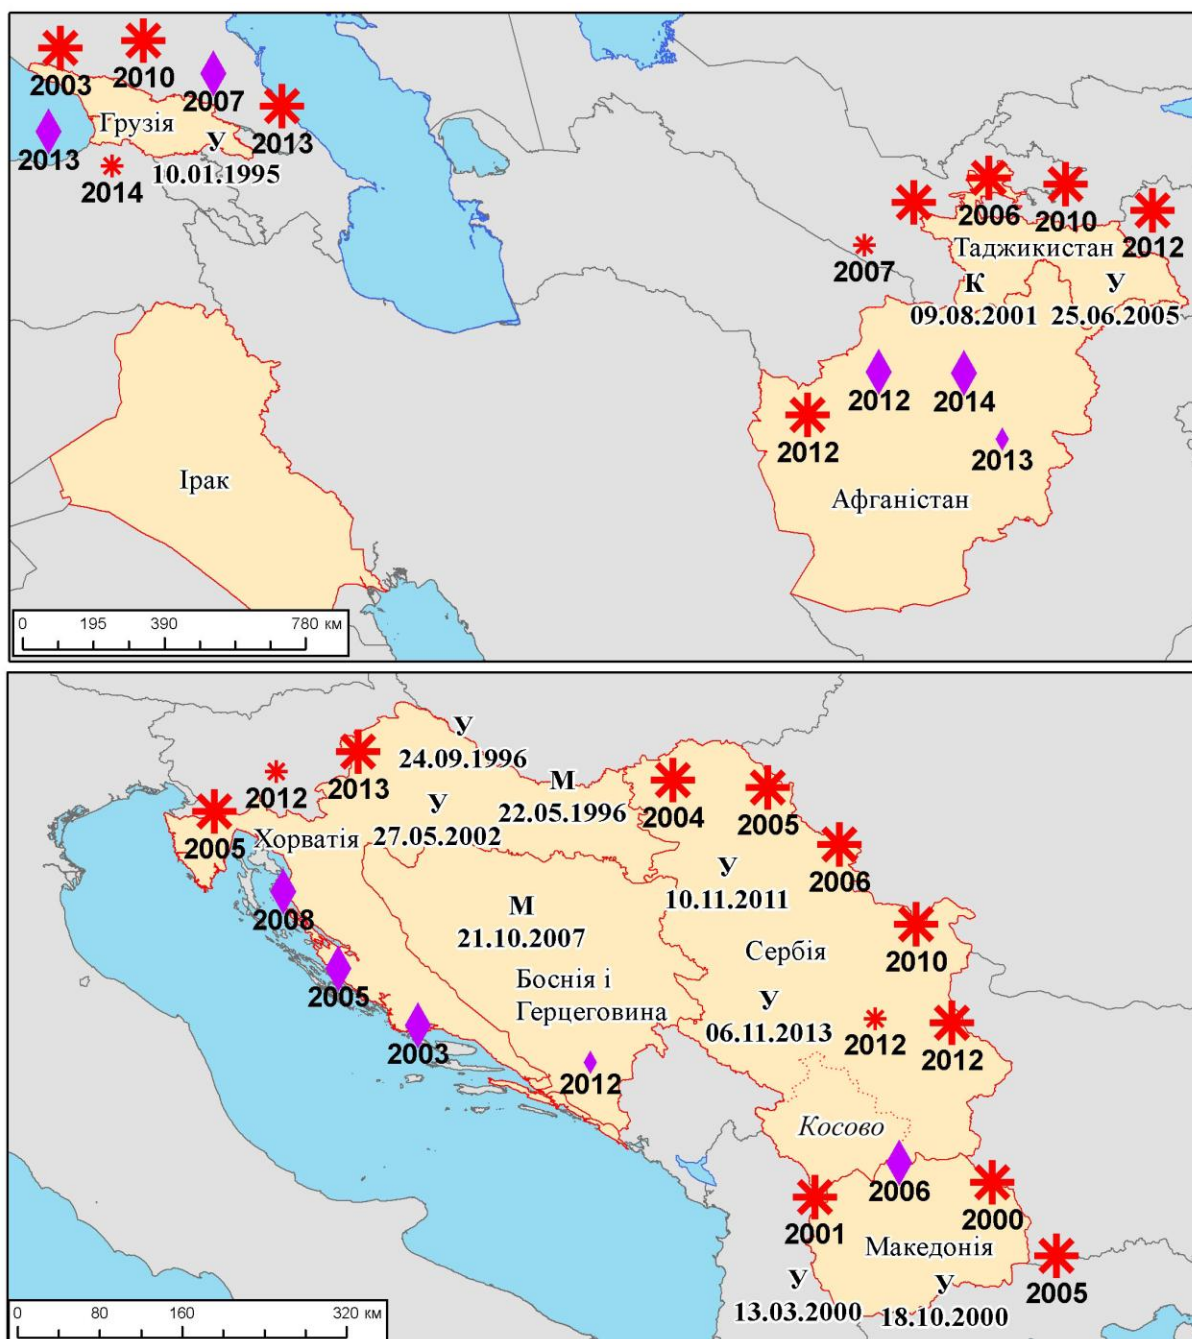 2003
2010
2007
2013
Грузія
У
10.01.1995
2013
2014
2006
2010
2012
Таджикистан
2007
К
У
09.08.2001
25.06.2005
2012
2014
2012
2013
Ірак
Афганістан
0 195 390 780 км
У
24.09.1996
2012
2013
М
22.05.1996
2004
2005
2005
Хорватія
У
27.05.2002
2006
У
10.11.2011
2008
М
21.10.2007
2010
Сербія
2005
Боснія і
Герцеговина
У
06.11.2013
2012
2012
2003
2012
Косово
2006
2001
2000
Македонія
2005
У
13.03.2000
У
18.10.2000
0 80 160 320 км